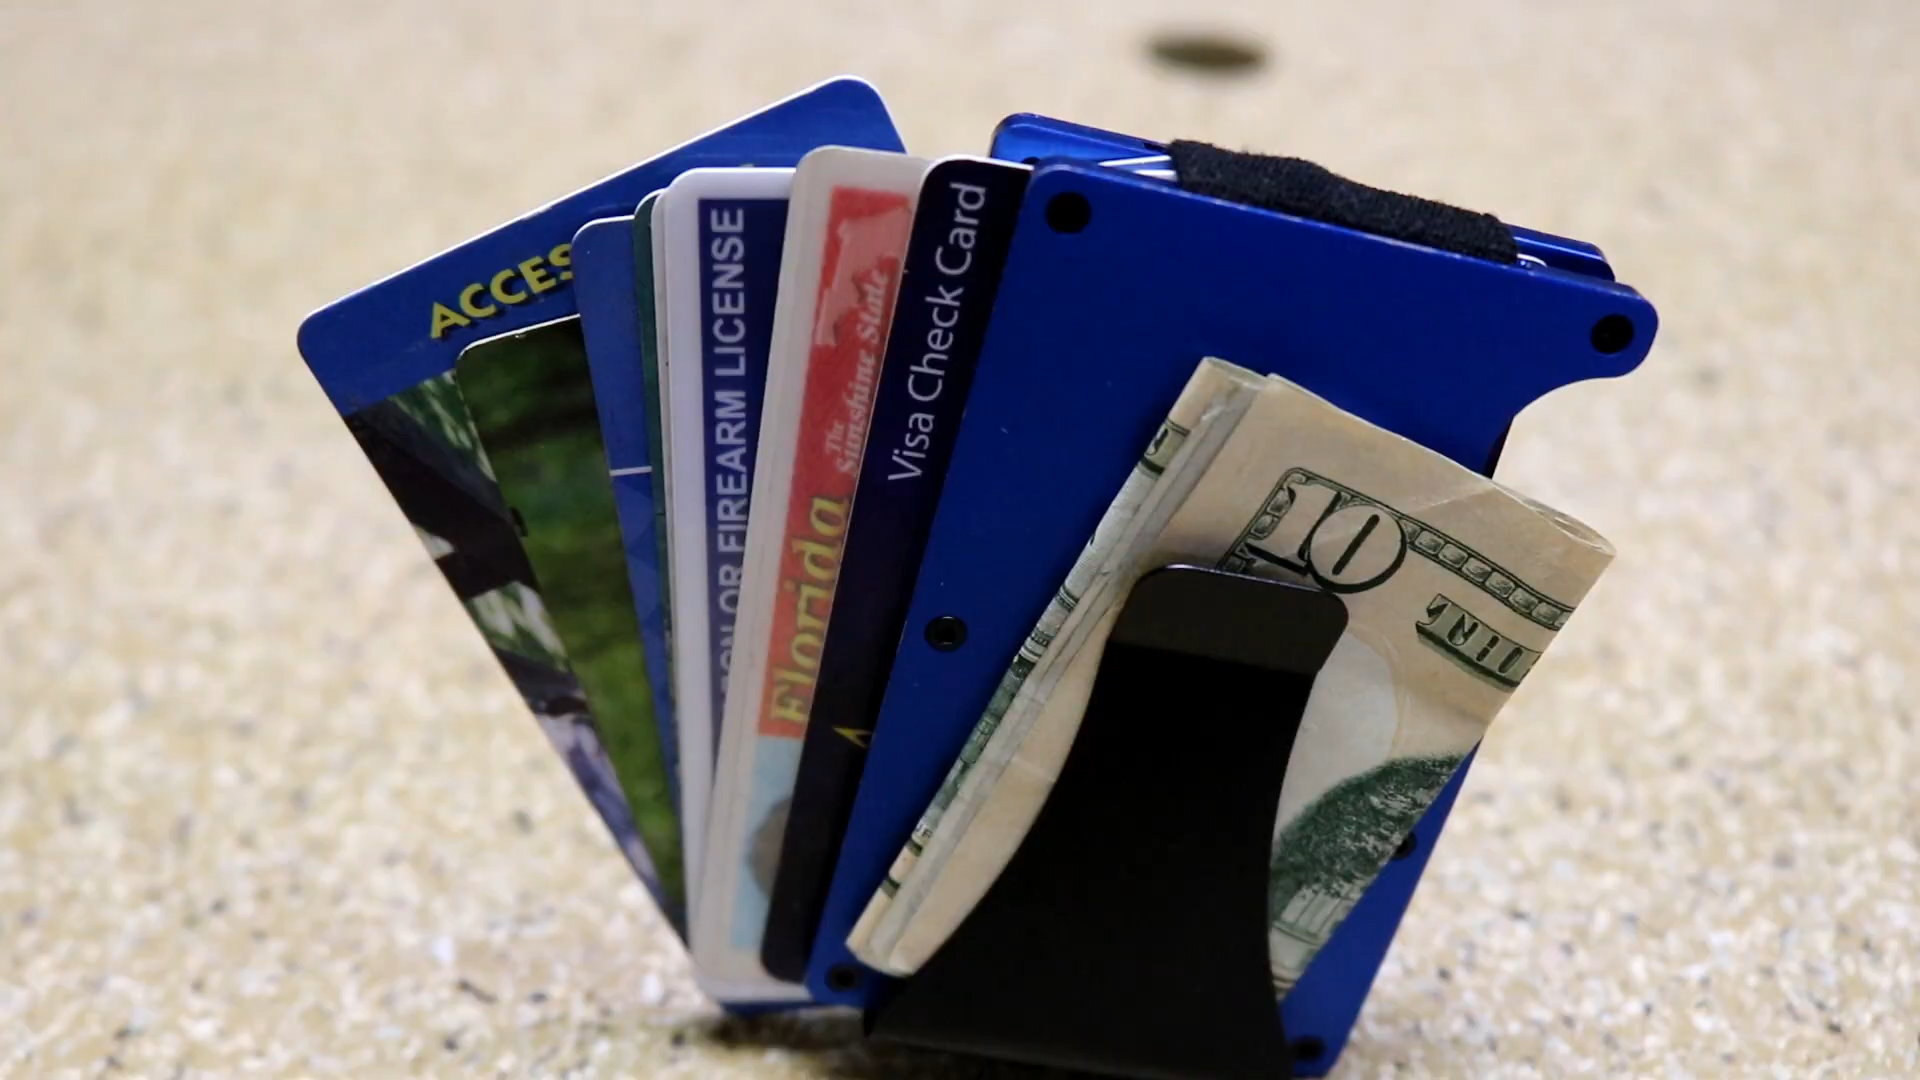 ACCES
OR FIREARM LICENSE
The
Sunshine State
Florida
Visa Check Card
10